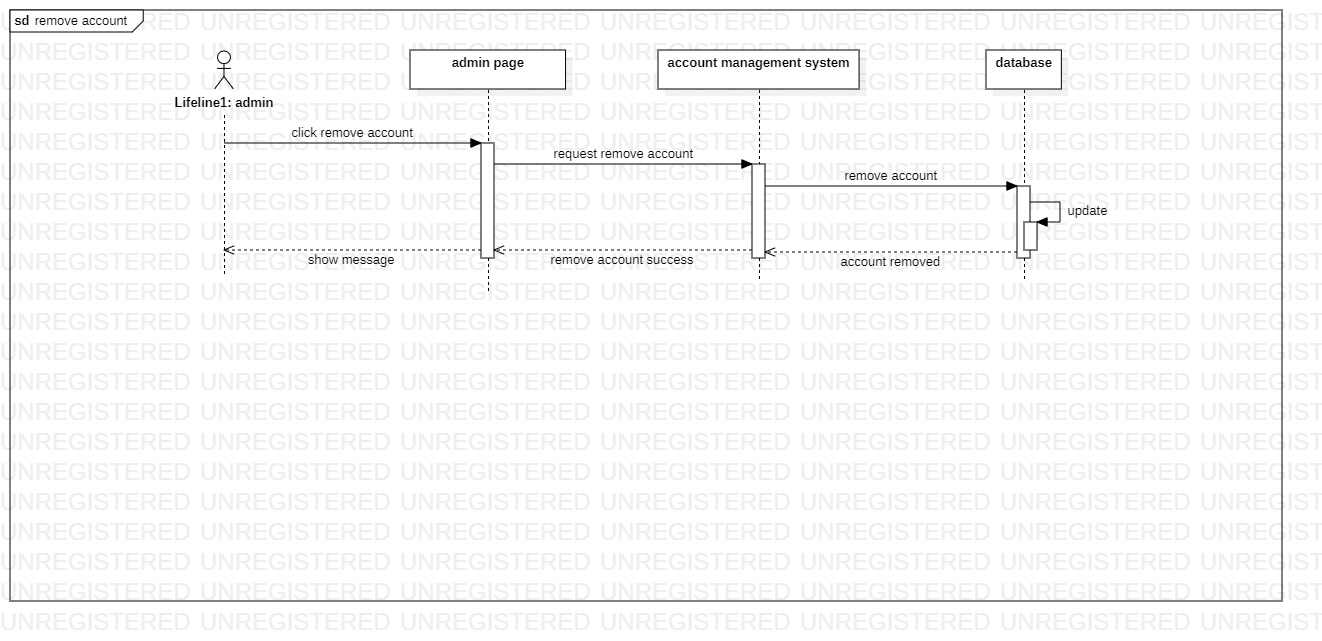 sd remove account
Lifeline1: admin
admin page
account management system
database
click remove account
request remove account
remove account
update
show message
remove account success
account removed
UNREGISTERED UNREGISTERED UNREGISTERED UNREGISTERED UNREGISTERED UNREGISTERED UNREGIST